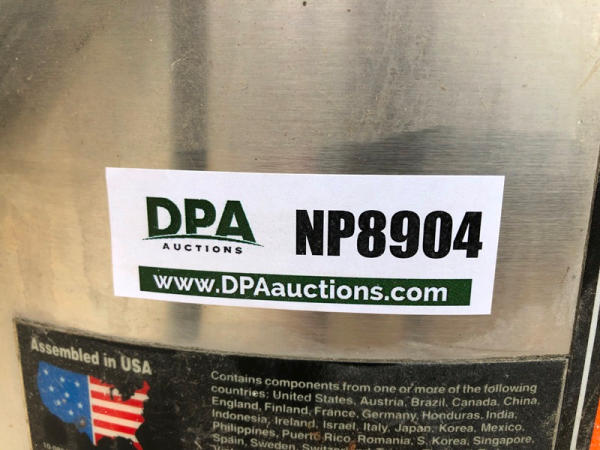 DPA
AUCTIONS
NP8904
www.DPAauctions.com
Assembled in USA
Contains components from one or more of the following
countries: United States, Austria, Brazil, Canada, China,
England, Finland, France, Germany, Honduras, India,
Indonesia, Ireland, Israel, Italy, Japan, Korea, Mexico,
Philippines, Puerto Rico, Romania, S. Korea, Singapore,
Spain, Sweden,